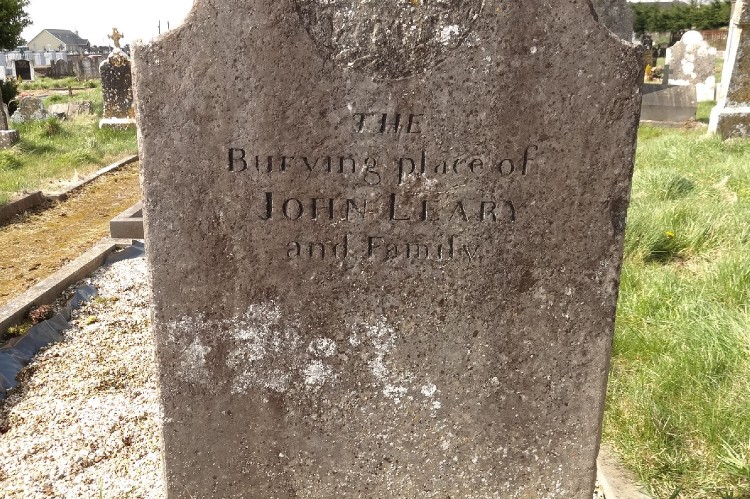 THE
Burying place of
JOHN LEARY
and Family